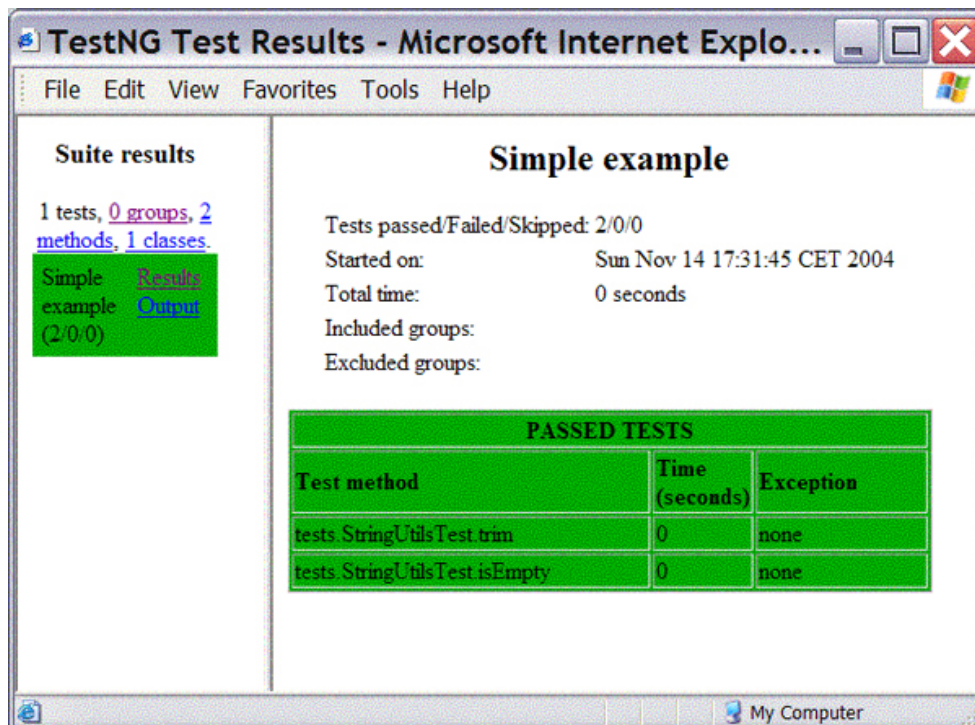 TestNG Test Results - Microsoft Internet Explo...
File Edit View Favorites Tools Help
Suite results
1 tests, 0 groups, 2
methods, 1 classes.
Simple Results
example Output
(2/0/0)
Simple example
Tests passed/Failed/Skipped: 2/0/0
Started on: Sun Nov 14 17:31:45 CET 2004
Total time: 0 seconds
Included groups:
Excluded groups:
PASSED TESTS
Test method Time (seconds) Exception
tests.StringUtilsTest.trim 0 none
tests.StringUtilsTest.isEmpty 0 none
My Computer